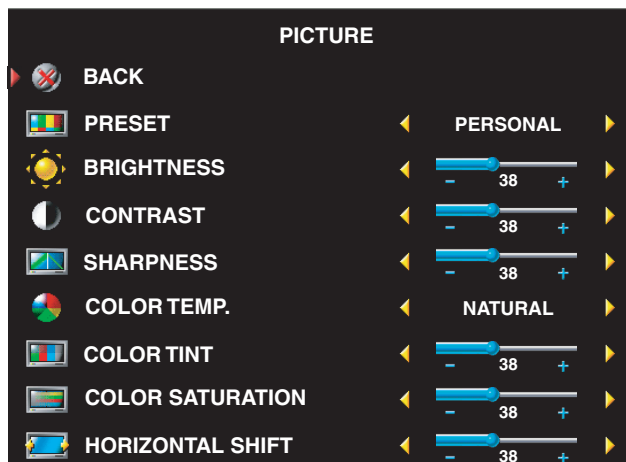 PICTURE
BACK
PRESET PERSONAL
BRIGHTNESS
- 38 +
CONTRAST
- 38 +
SHARPNESS
- 38 +
COLOR TEMP. NATURAL
COLOR TINT
- 38 +
COLOR SATURATION
- 38 +
HORIZONTAL SHIFT
- 38 +